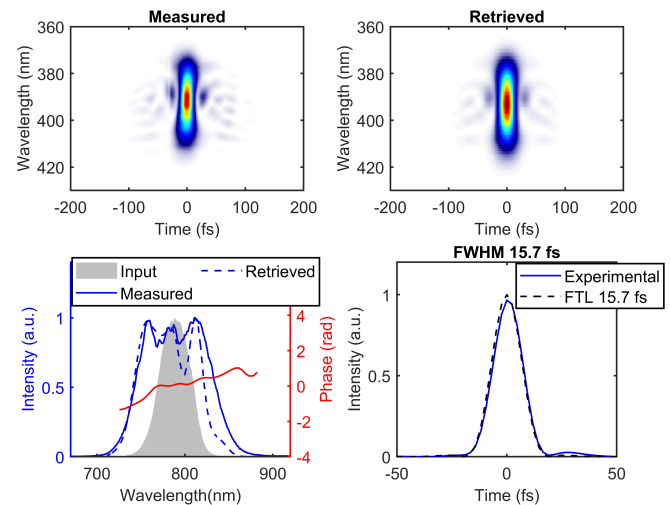 Measured
Retrieved
360
380
400
420
Wavelength (nm)
-200 -100 0 100 200
Time (fs)
360
380
400
420
Wavelength (nm)
-200 -100 0 100 200
Time (fs)
Input
Retrieved
Measured
1
0.5
0
Intensity (a.u.)
4
2
0
-2
-4
Phase (rad)
700 800 900
Wavelength(nm)
FWHM 15.7 fs
Experimental
FTL 15.7 fs
1
0.5
0
Intensity (a.u.)
-50 0 50
Time (fs)